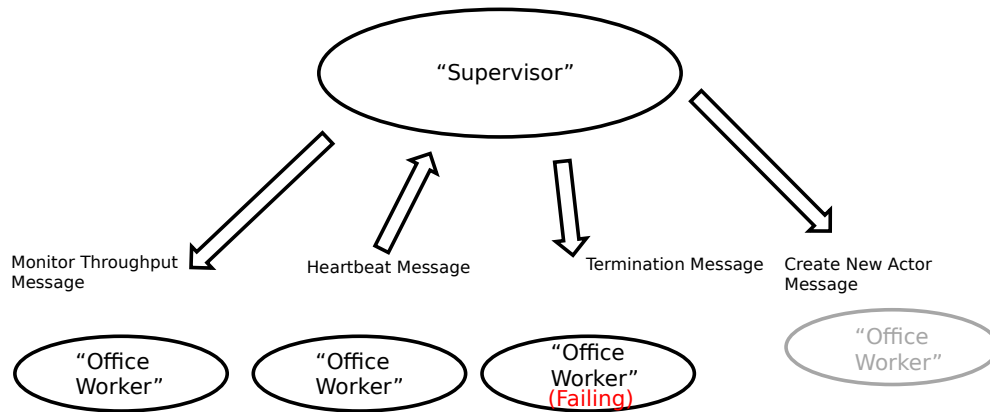 “Supervisor”
Monitor Throughput
Message
Heartbeat Message
Termination Message
Create New Actor
Message
“Office
Worker”
“Office
Worker”
“Office
Worker”
(Failing)
“Office
Worker”